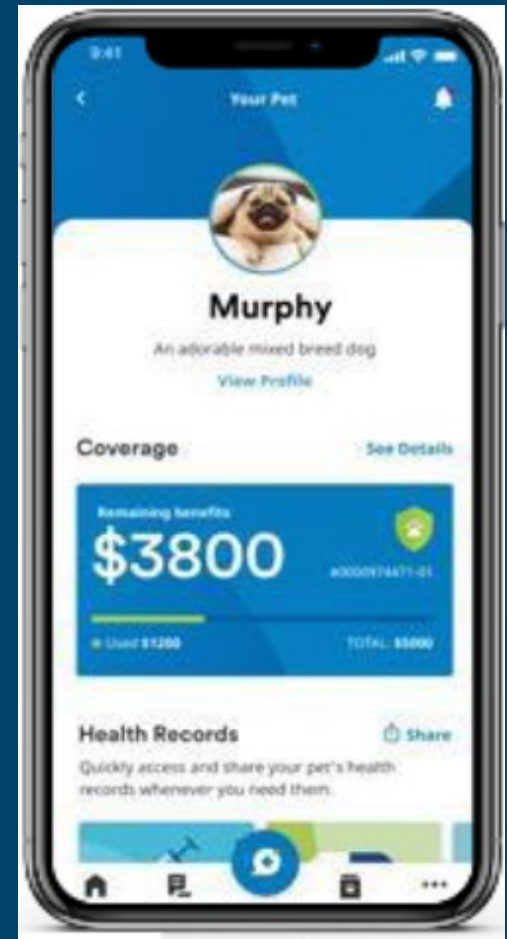 9:41
Your Pet
Murphy
An adorable mixed breed dog
View Profile
Coverage
See Details
Remaining benefits
$3800
Used $1200
TOTAL: $5000
Health Records
Share
Quickly access and share your pet's health
records whenever you need them.